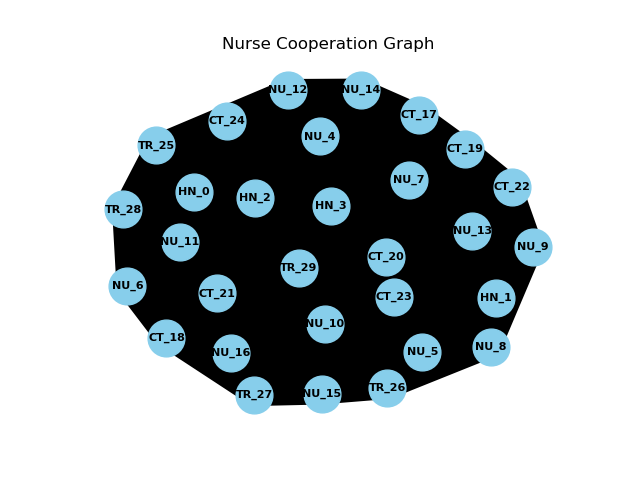 Nurse Cooperation Graph
NU_12
NU_14
CT_17
CT_24
NU_4
TR_25
CT_19
NU_7
CT_22
HN_0
HN_2
HN_3
TR_28
NU_13
NU_11
NU_9
CT_20
TR_29
NU_6
CT_21
CT_23
HN_1
NU_10
CT_18
NU_8
NU_16
NU_5
TR_26
NU_15
TR_27